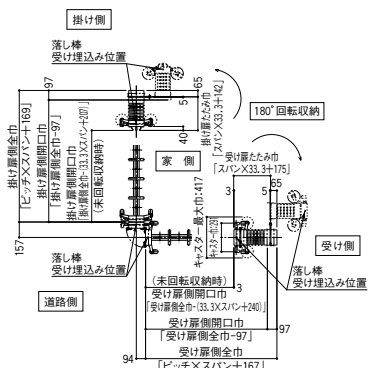 掛け側
落し棒
受け埋込み位置
97
5
65
180°回転収納
掛け扉たたみ巾
「スパン×33.3+142」
40
掛け扉側全巾
「ピッチ×スパン+169」
掛け扉側開口巾
「掛け扉側全巾-97」
掛け扉側開口巾
「掛け扉側全巾-(33.3×スパン+207)」
(未回転収納時)
家 側
受け扉たたみ巾
「スパン×33.3+175」
65
3
5
キャスター最大巾:417
キャスター巾:291
受け側
157
落し棒
受け埋込み位置
落し棒
受け埋込み位置
道路側
(未回転収納時)
3
受け扉側開口巾
「受け扉側全巾-(33.3×スパン+240)」
受け扉側開口巾
「受け扉側全巾-97」
97
94
受け扉側全巾
「ピッチ×スパン+167」